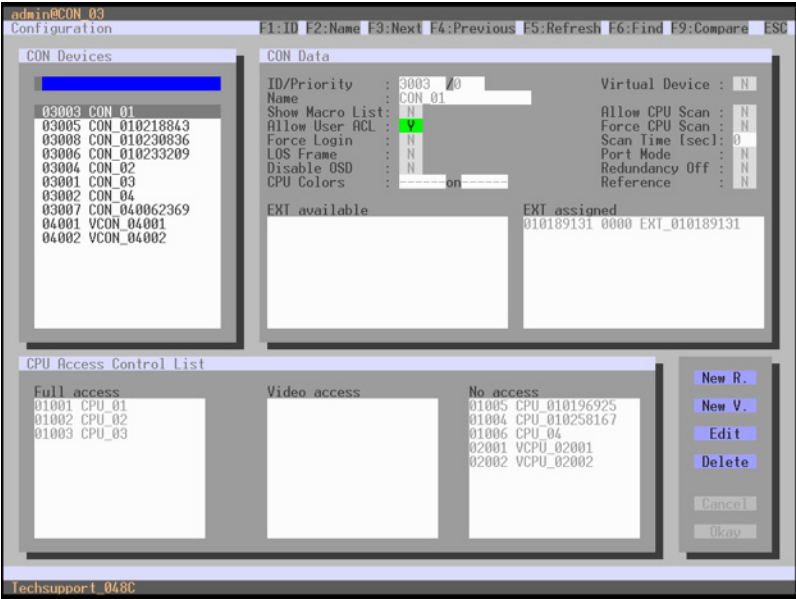 admin@CON_03
Configuration F1:ID F2:Name F3:Next F4:Previous F5:Refresh F6:Find F9:Compare ESC
CON Devices
03003 CON_01
03005 CON_010218843
03008 CON_010230836
03006 CON_010233209
03004 CON_02
03001 CON_03
03002 CON_04
03007 CON_040062369
04001 VCON_04001
04002 VCON_04002
CON Data
ID/Priority : 3003 /0 Virtual Device : N
Name : CON_01
Show Macro List: N Allow CPU Scan : N
Allow User ACL : Y Force CPU Scan : N
Force Login : N Scan Time [sec]: 0
LOS Frame : N Port Mode : N
Disable OSD : N Redundancy Off : N
CPU Colors : ------on------ Reference : N
EXT available
EXT assigned
010189131 0000 EXT_010189131
CPU Access Control List
Full access
01001 CPU_01
01002 CPU_02
01003 CPU_03
Video access
No access
01005 CPU_010196925
01004 CPU_010258167
01006 CPU_04
02001 VCPU_02001
02002 VCPU_02002
New R.
New V.
Edit
Delete
Cancel
Okay
Techsupport_048C